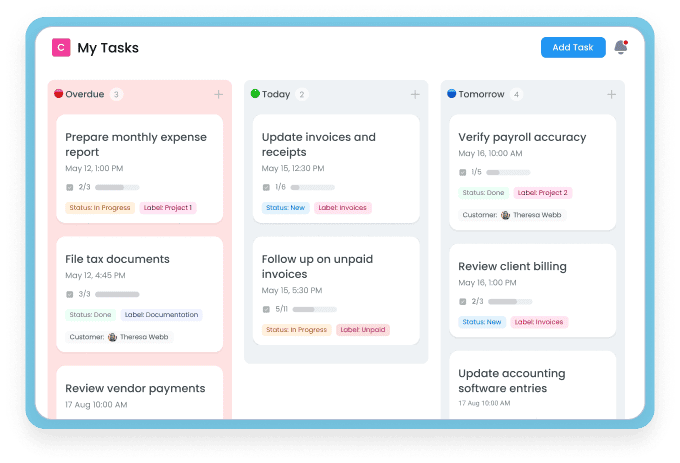 C My Tasks
Add Task
Overdue 3
Prepare monthly expense
report
May 12, 1:00 PM
2/3
Status: In Progress Label: Project 1
File tax documents
May 12, 4:45 PM
3/3
Status: Done Label: Documentation
Customer: Theresa Webb
Review vendor payments
17 Aug 10:00 AM
Today 2
Update invoices and
receipts
May 15, 12:30 PM
1/6
Status: New Label: Invoices
Follow up on unpaid
invoices
May 15, 5:30 PM
5/11
Status: In Progress Label: Unpaid
Tomorrow 4
Verify payroll accuracy
May 16, 10:00 AM
1/5
Status: Done Label: Project 2
Customer: Theresa Webb
Review client billing
May 16, 1:00 PM
2/3
Status: New Label: Invoices
Update accounting
software entries
17 Aug 10:00 AM